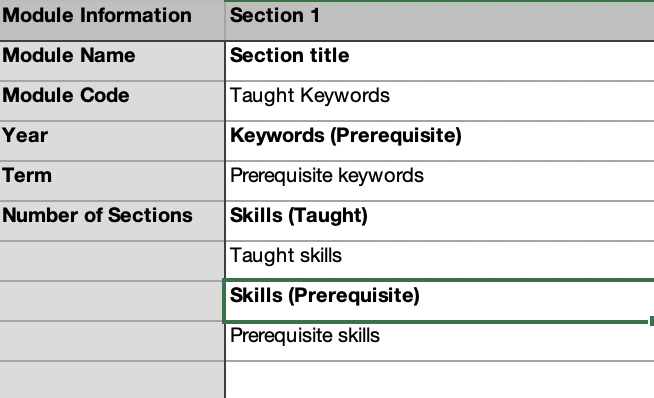 Module Information Section 1
Module Name Section title
Module Code Taught Keywords
Year Keywords (Prerequisite)
Term Prerequisite keywords
Number of Sections Skills (Taught)
Taught skills
Skills (Prerequisite)
Prerequisite skills